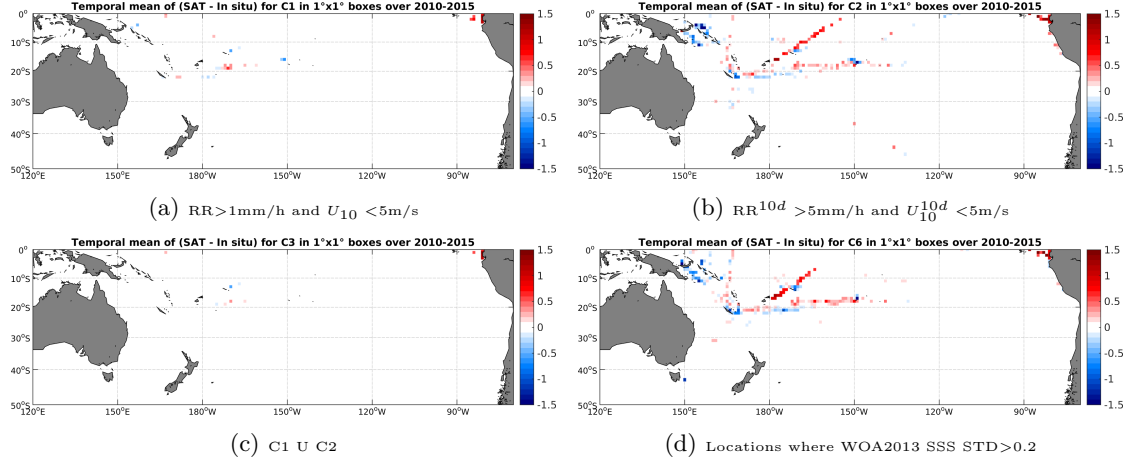 Temporal mean of (SAT - In situ) for C1 in 1°x1° boxes over 2010-2015
0°
10°S
20°S
30°S
40°S
50°S
120°E 150°E 180°W 150°W 120°W 90°W
1.5
1
0.5
0
-0.5
-1
-1.5
(a) RR>1mm/h and U10 <5m/s
Temporal mean of (SAT - In situ) for C2 in 1°x1° boxes over 2010-2015
0°
10°S
20°S
30°S
40°S
50°S
120°E 150°E 180°W 150°W 120°W 90°W
1.5
1
0.5
0
-0.5
-1
-1.5
(b) RR^10d >5mm/h and U10^10d <5m/s
Temporal mean of (SAT - In situ) for C3 in 1°x1° boxes over 2010-2015
0°
10°S
20°S
30°S
40°S
50°S
120°E 150°E 180°W 150°W 120°W 90°W
1.5
1
0.5
0
-0.5
-1
-1.5
(c) C1 U C2
Temporal mean of (SAT - In situ) for C6 in 1°x1° boxes over 2010-2015
0°
10°S
20°S
30°S
40°S
50°S
120°E 150°E 180°W 150°W 120°W 90°W
1.5
1
0.5
0
-0.5
-1
-1.5
(d) Locations where WOA2013 SSS STD>0.2